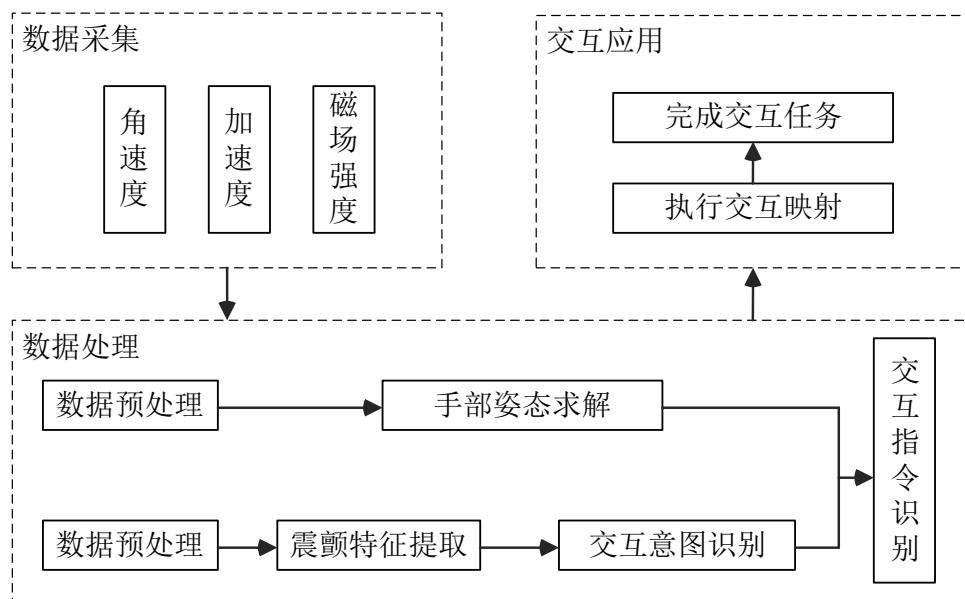 数据采集
角速度
加速度
磁场强度
交互应用
完成交互任务
执行交互映射
数据处理
数据预处理
手部姿态求解
数据预处理
震颤特征提取
交互意图识别
交互指令识别